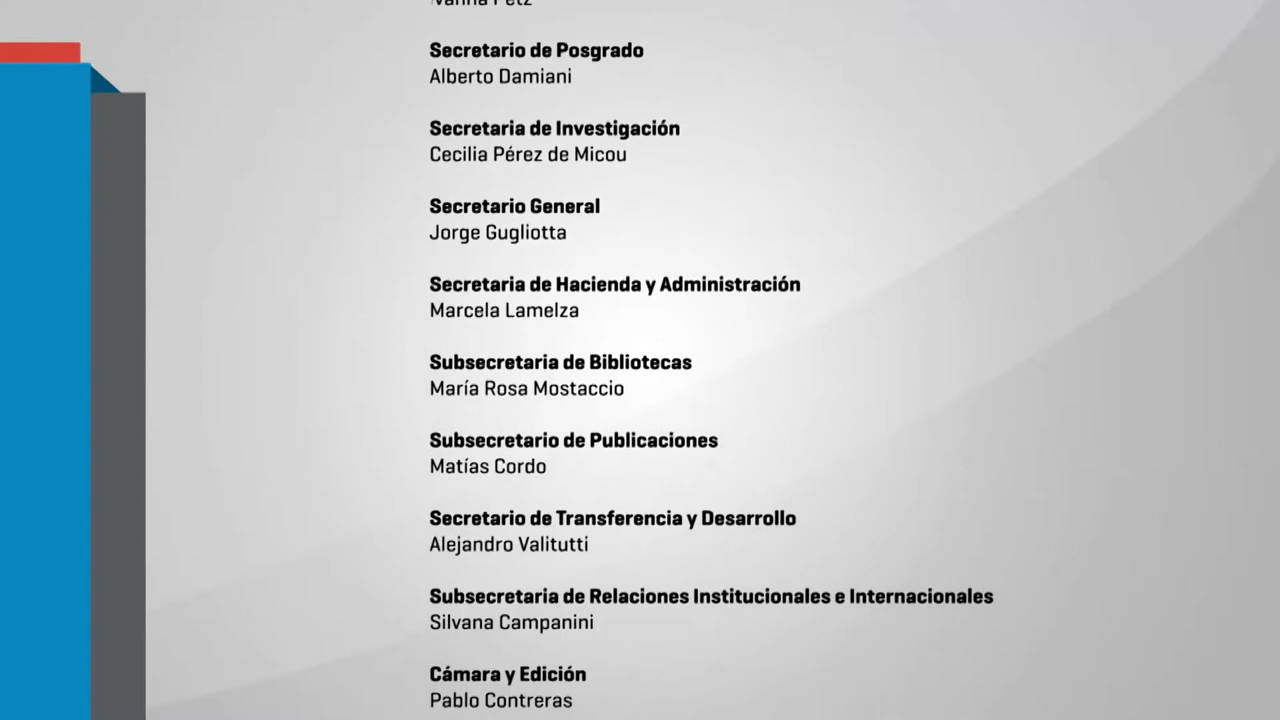 Secretario de Posgrado
Alberto Damiani
Secretaria de Investigación
Cecilia Pérez de Micou
Secretario General
Jorge Gugliotta
Secretaria de Hacienda y Administración
Marcela Lamelza
Subsecretaria de Bibliotecas
María Rosa Mostaccio
Subsecretario de Publicaciones
Matías Cordo
Secretario de Transferencia y Desarrollo
Alejandro Valitutti
Subsecretaria de Relaciones Institucionales e Internacionales
Silvana Campanini
Cámara y Edición
Pablo Contreras